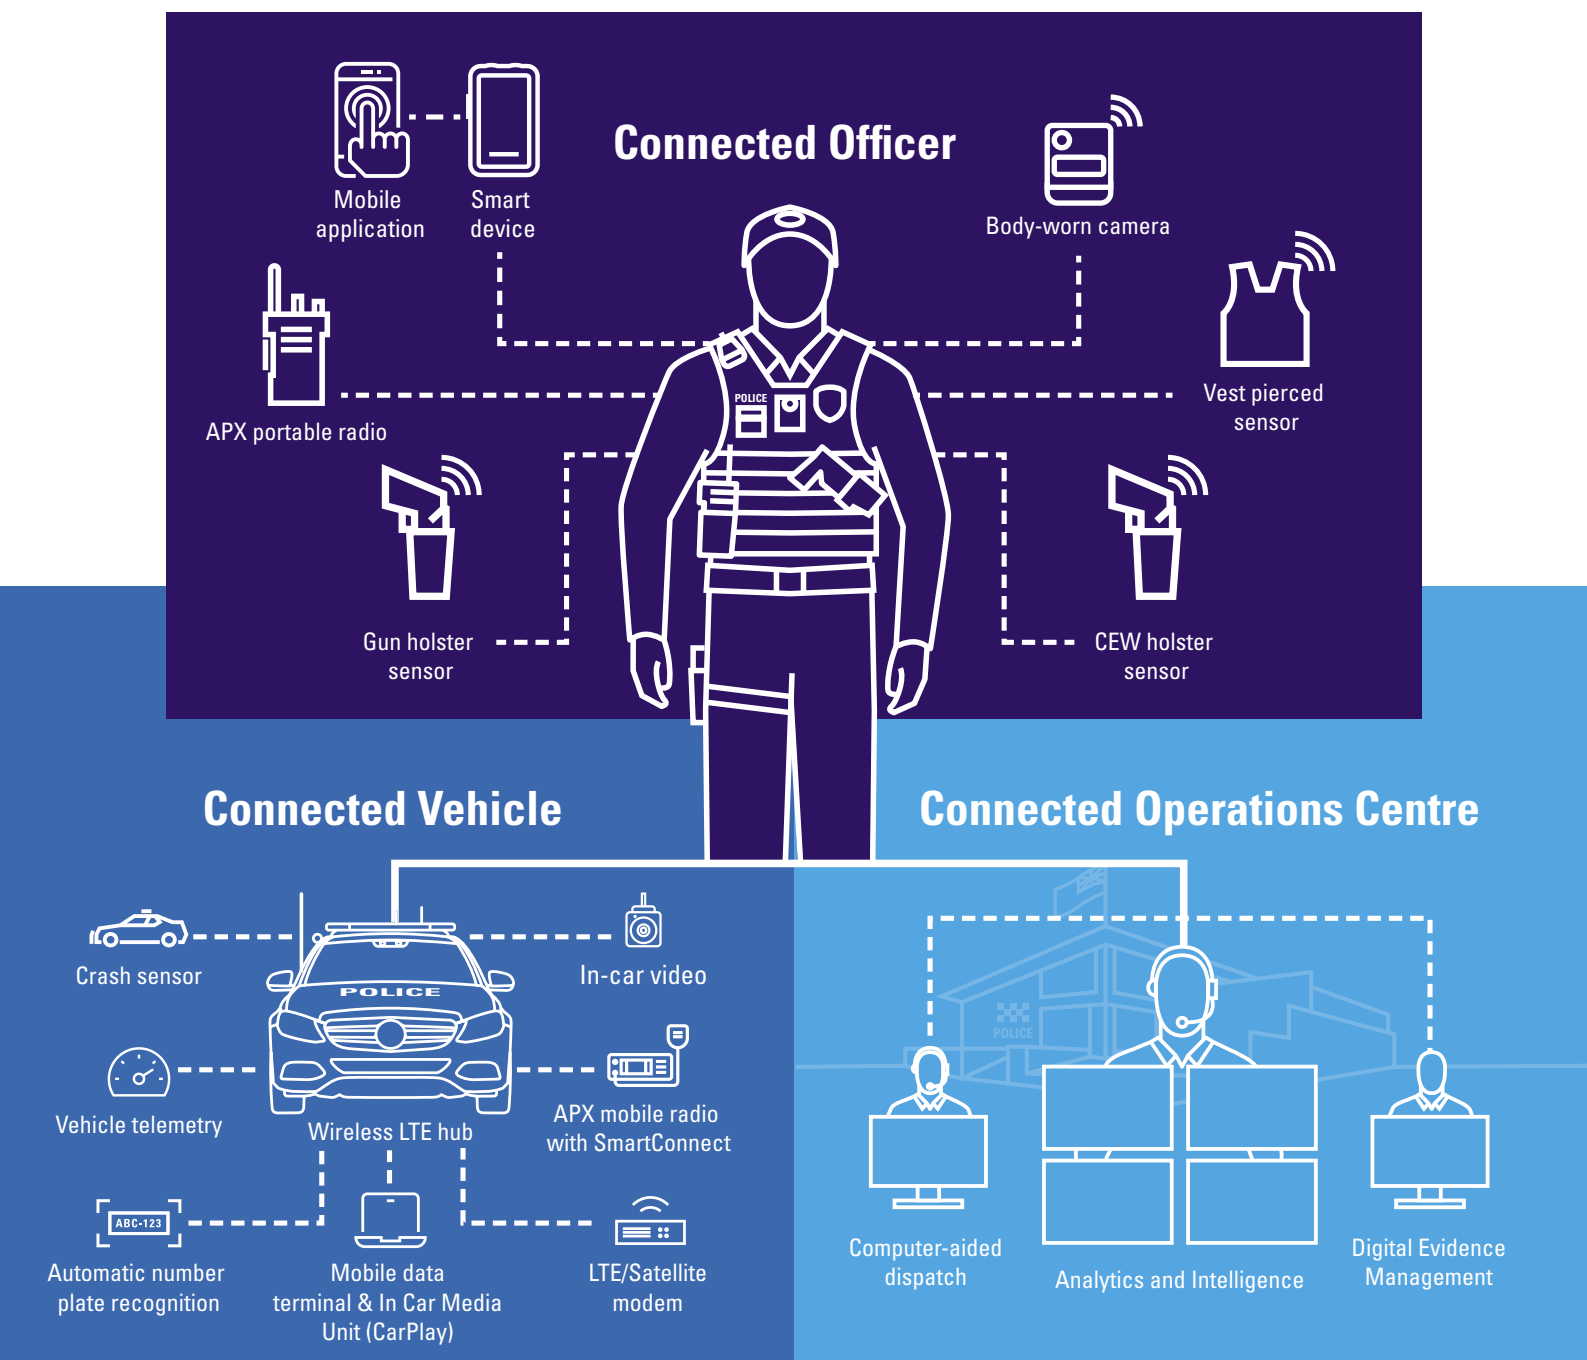 Connected Officer
Mobile
application
Smart
device
Body-worn camera
APX portable radio
Vest pierced
sensor
POLICE
Gun holster
sensor
CEW holster
sensor
Connected Vehicle
Crash sensor
In-car video
POLICE
Vehicle telemetry
Wireless LTE hub
APX mobile radio
with SmartConnect
ABC-123
Automatic number
plate recognition
Mobile data
terminal & In Car Media
Unit (CarPlay)
LTE/Satellite
modem
Connected Operations Centre
POLICE
Computer-aided
dispatch
Analytics and Intelligence
Digital Evidence
Management